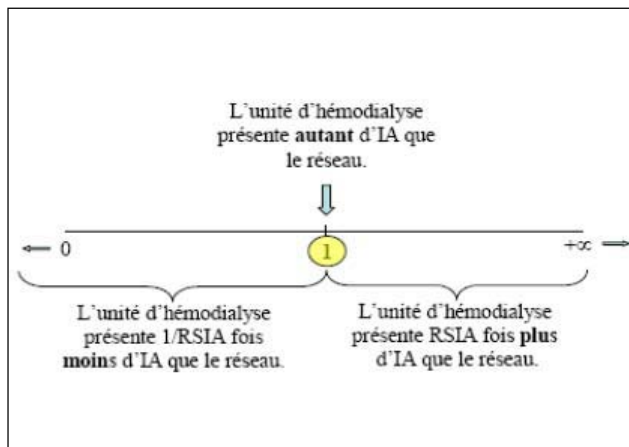 L'unité d'hémodialyse
présente autant d'IA que
le réseau.
0
1
+∞
L'unité d'hémodialyse
présente 1/RSIA fois
moins d'IA que le réseau.
L'unité d'hémodialyse
présente RSIA fois plus
d'IA que le réseau.